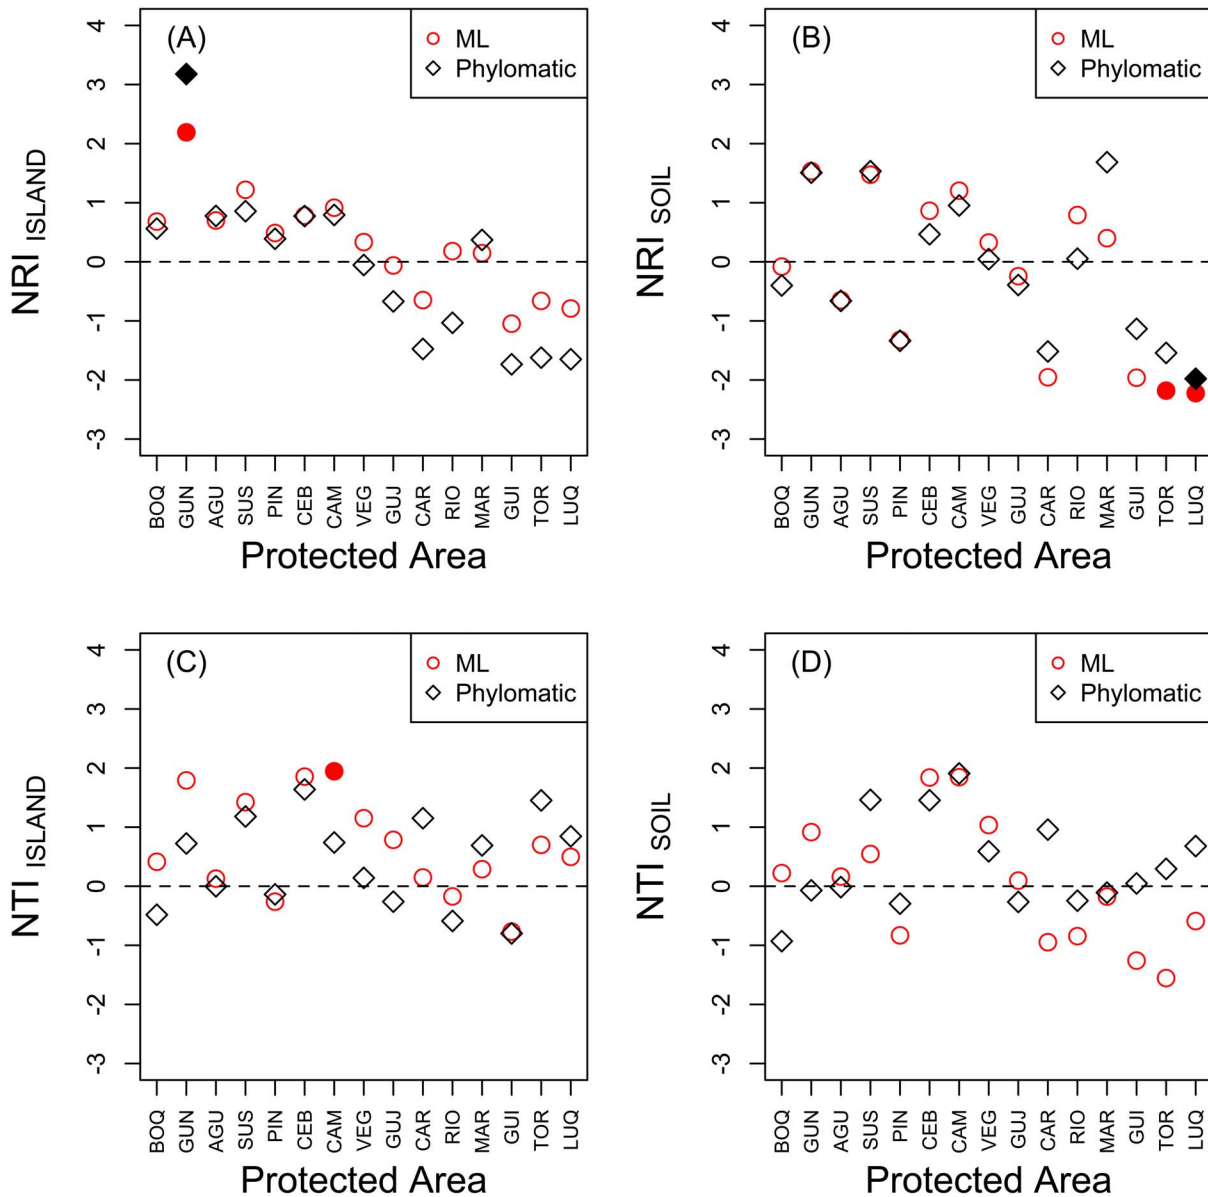 (A)
ML
Phylomatic
4
3
2
1
0
-1
-2
-3
NRI ISLAND
BOQ
GUN
AGU
SUS
PIN
CEB
CAM
VEG
GUJ
CAR
RIO
MAR
GUI
TOR
LUQ
Protected Area
(B)
ML
Phylomatic
4
3
2
1
0
-1
-2
-3
NRI SOIL
BOQ
GUN
AGU
SUS
PIN
CEB
CAM
VEG
GUJ
CAR
RIO
MAR
GUI
TOR
LUQ
Protected Area
(C)
ML
Phylomatic
4
3
2
1
0
-1
-2
-3
NTI ISLAND
BOQ
GUN
AGU
SUS
PIN
CEB
CAM
VEG
GUJ
CAR
RIO
MAR
GUI
TOR
LUQ
Protected Area
(D)
ML
Phylomatic
4
3
2
1
0
-1
-2
-3
NTI SOIL
BOQ
GUN
AGU
SUS
PIN
CEB
CAM
VEG
GUJ
CAR
RIO
MAR
GUI
TOR
LUQ
Protected Area